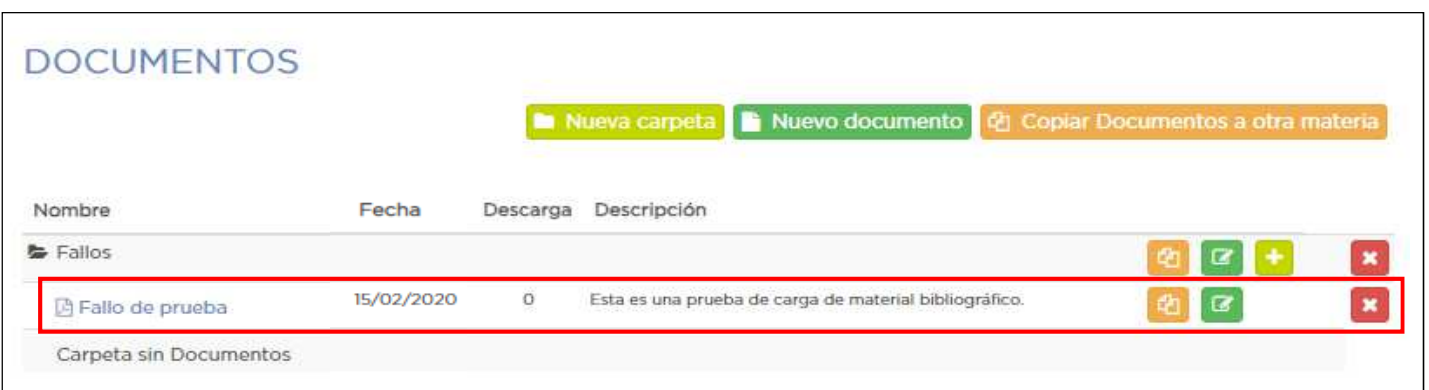 DOCUMENTOS
Nueva carpeta Nuevo documento Copiar Documentos a otra materia
Nombre Fecha Descarga Descripción
Fallos
Fallo de prueba 15/02/2020 0 Esta es una prueba de carga de material bibliográfico.
Carpeta sin Documentos